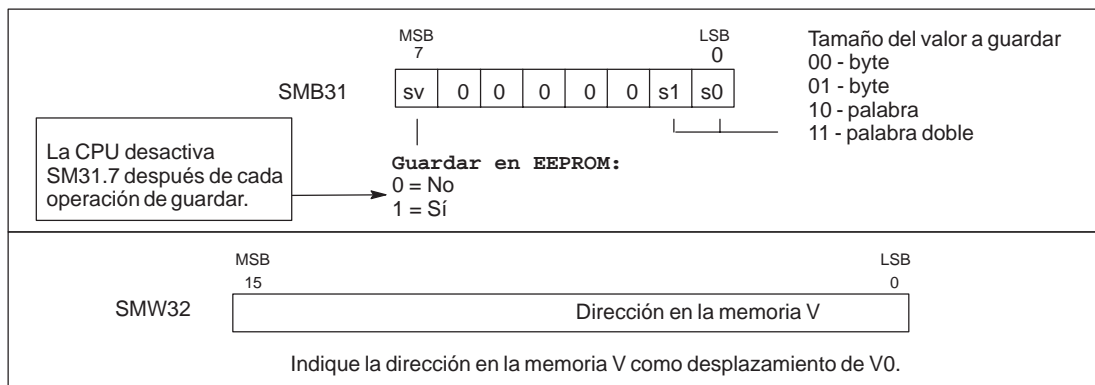 MSB
7
LSB
0
SMB31
sv 0 0 0 0 0 s1 s0
Tamaño del valor a guardar
00 - byte
01 - byte
10 - palabra
11 - palabra doble
La CPU desactiva
SM31.7 después de cada
operación de guardar.
Guardar en EEPROM:
0 = No
1 = Sí
MSB
15
LSB
0
SMW32
Dirección en la memoria V
Indique la dirección en la memoria V como desplazamiento de V0.